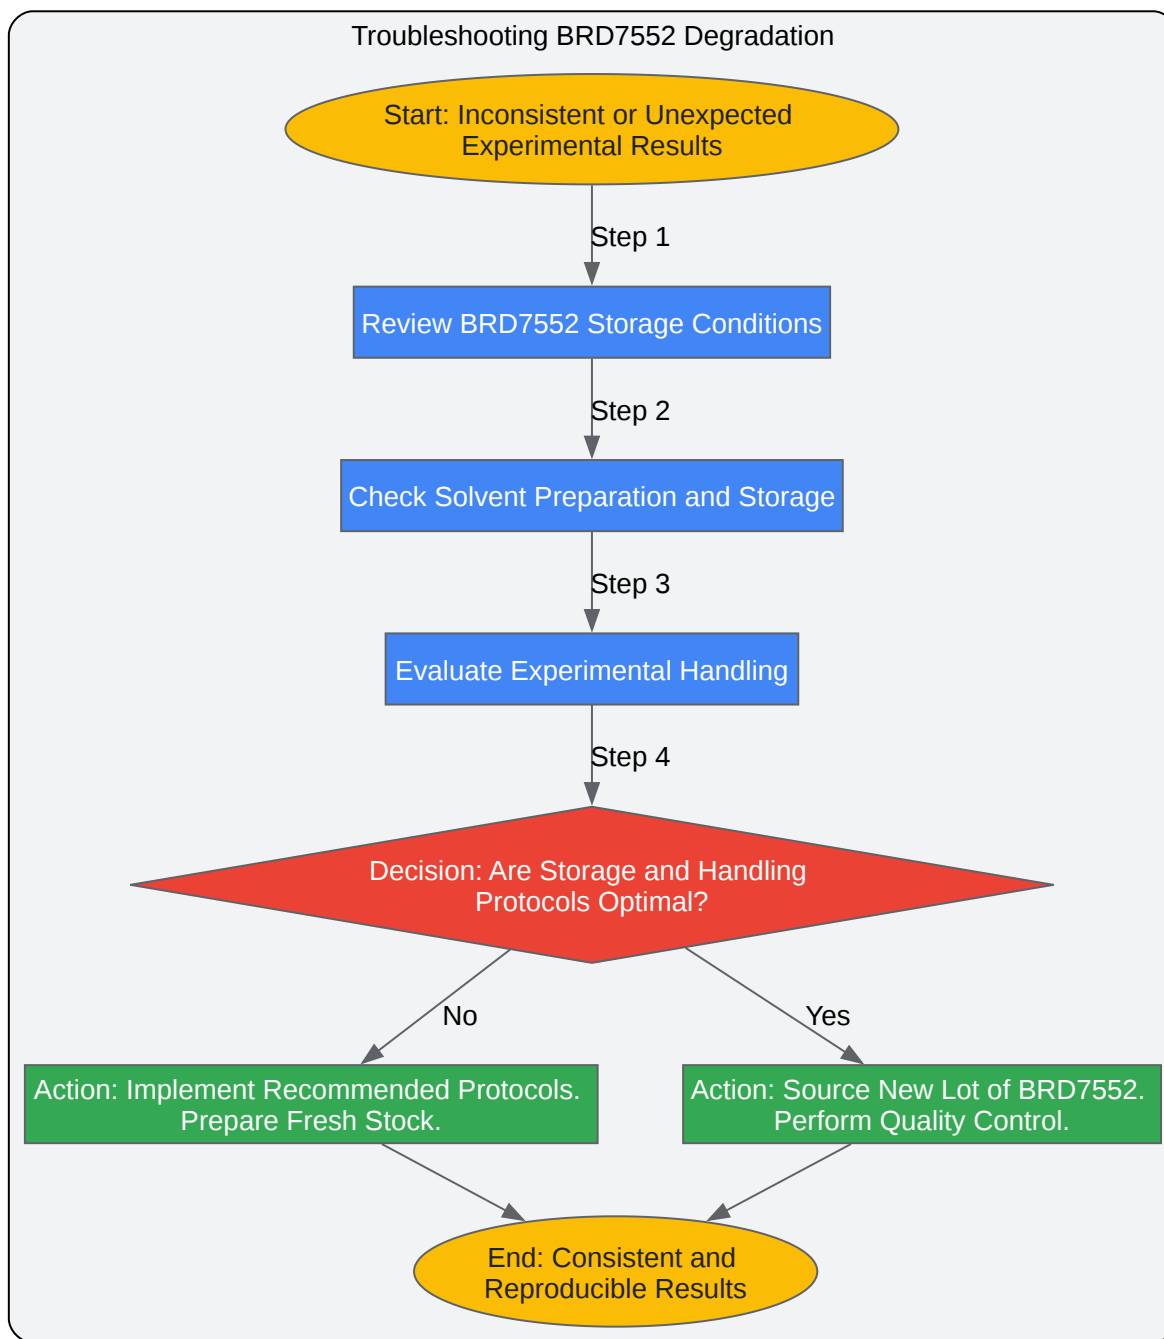 Troubleshooting BRD7552 Degradation
Start: Inconsistent or Unexpected
Experimental Results
Step 1
Review BRD7552 Storage Conditions
Step 2
Check Solvent Preparation and Storage
Step 3
Evaluate Experimental Handling
Step 4
Decision: Are Storage and Handling
Protocols Optimal?
No
Yes
Action: Implement Recommended Protocols.
Prepare Fresh Stock.
Action: Source New Lot of BRD7552.
Perform Quality Control.
End: Consistent and
Reproducible Results